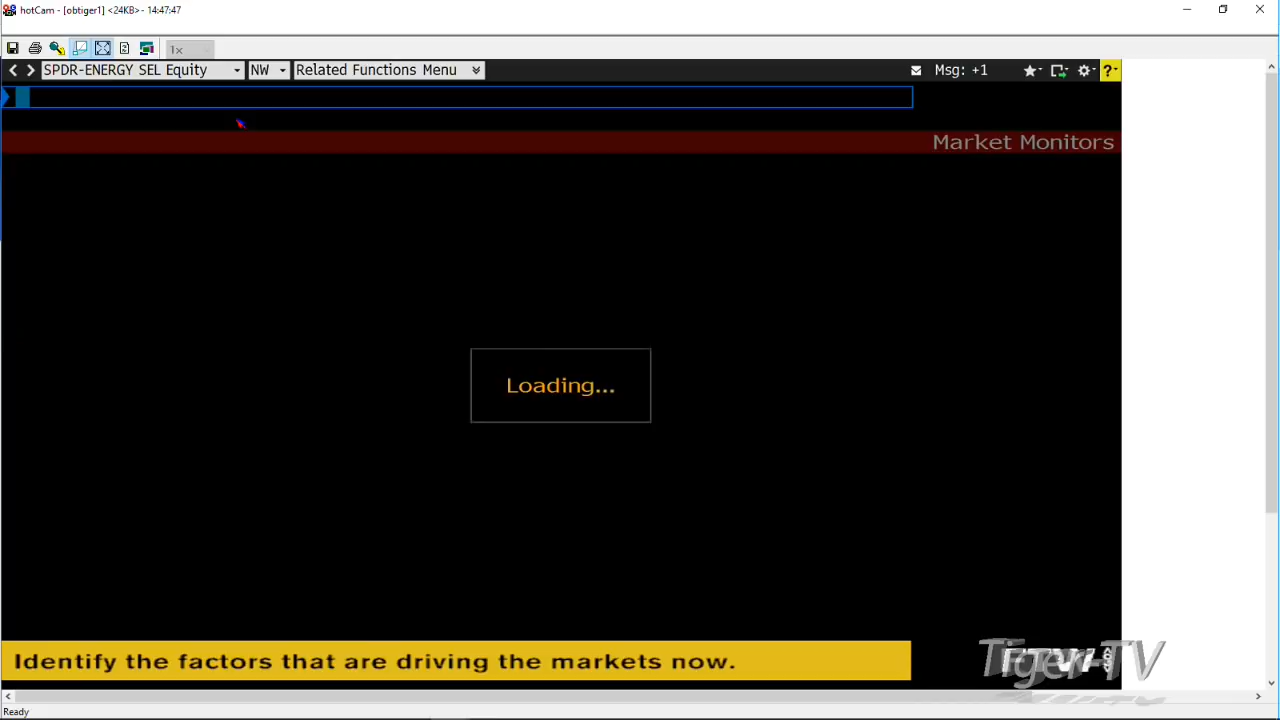 hotCam - [obtiger1] <24KB> - 14:47:47
1x
SPDR-ENERGY SEL Equity NW Related Functions Menu Msg: +1 ?
Market Monitors
Loading...
Identify the factors that are driving the markets now.
Tiger-TV
Ready